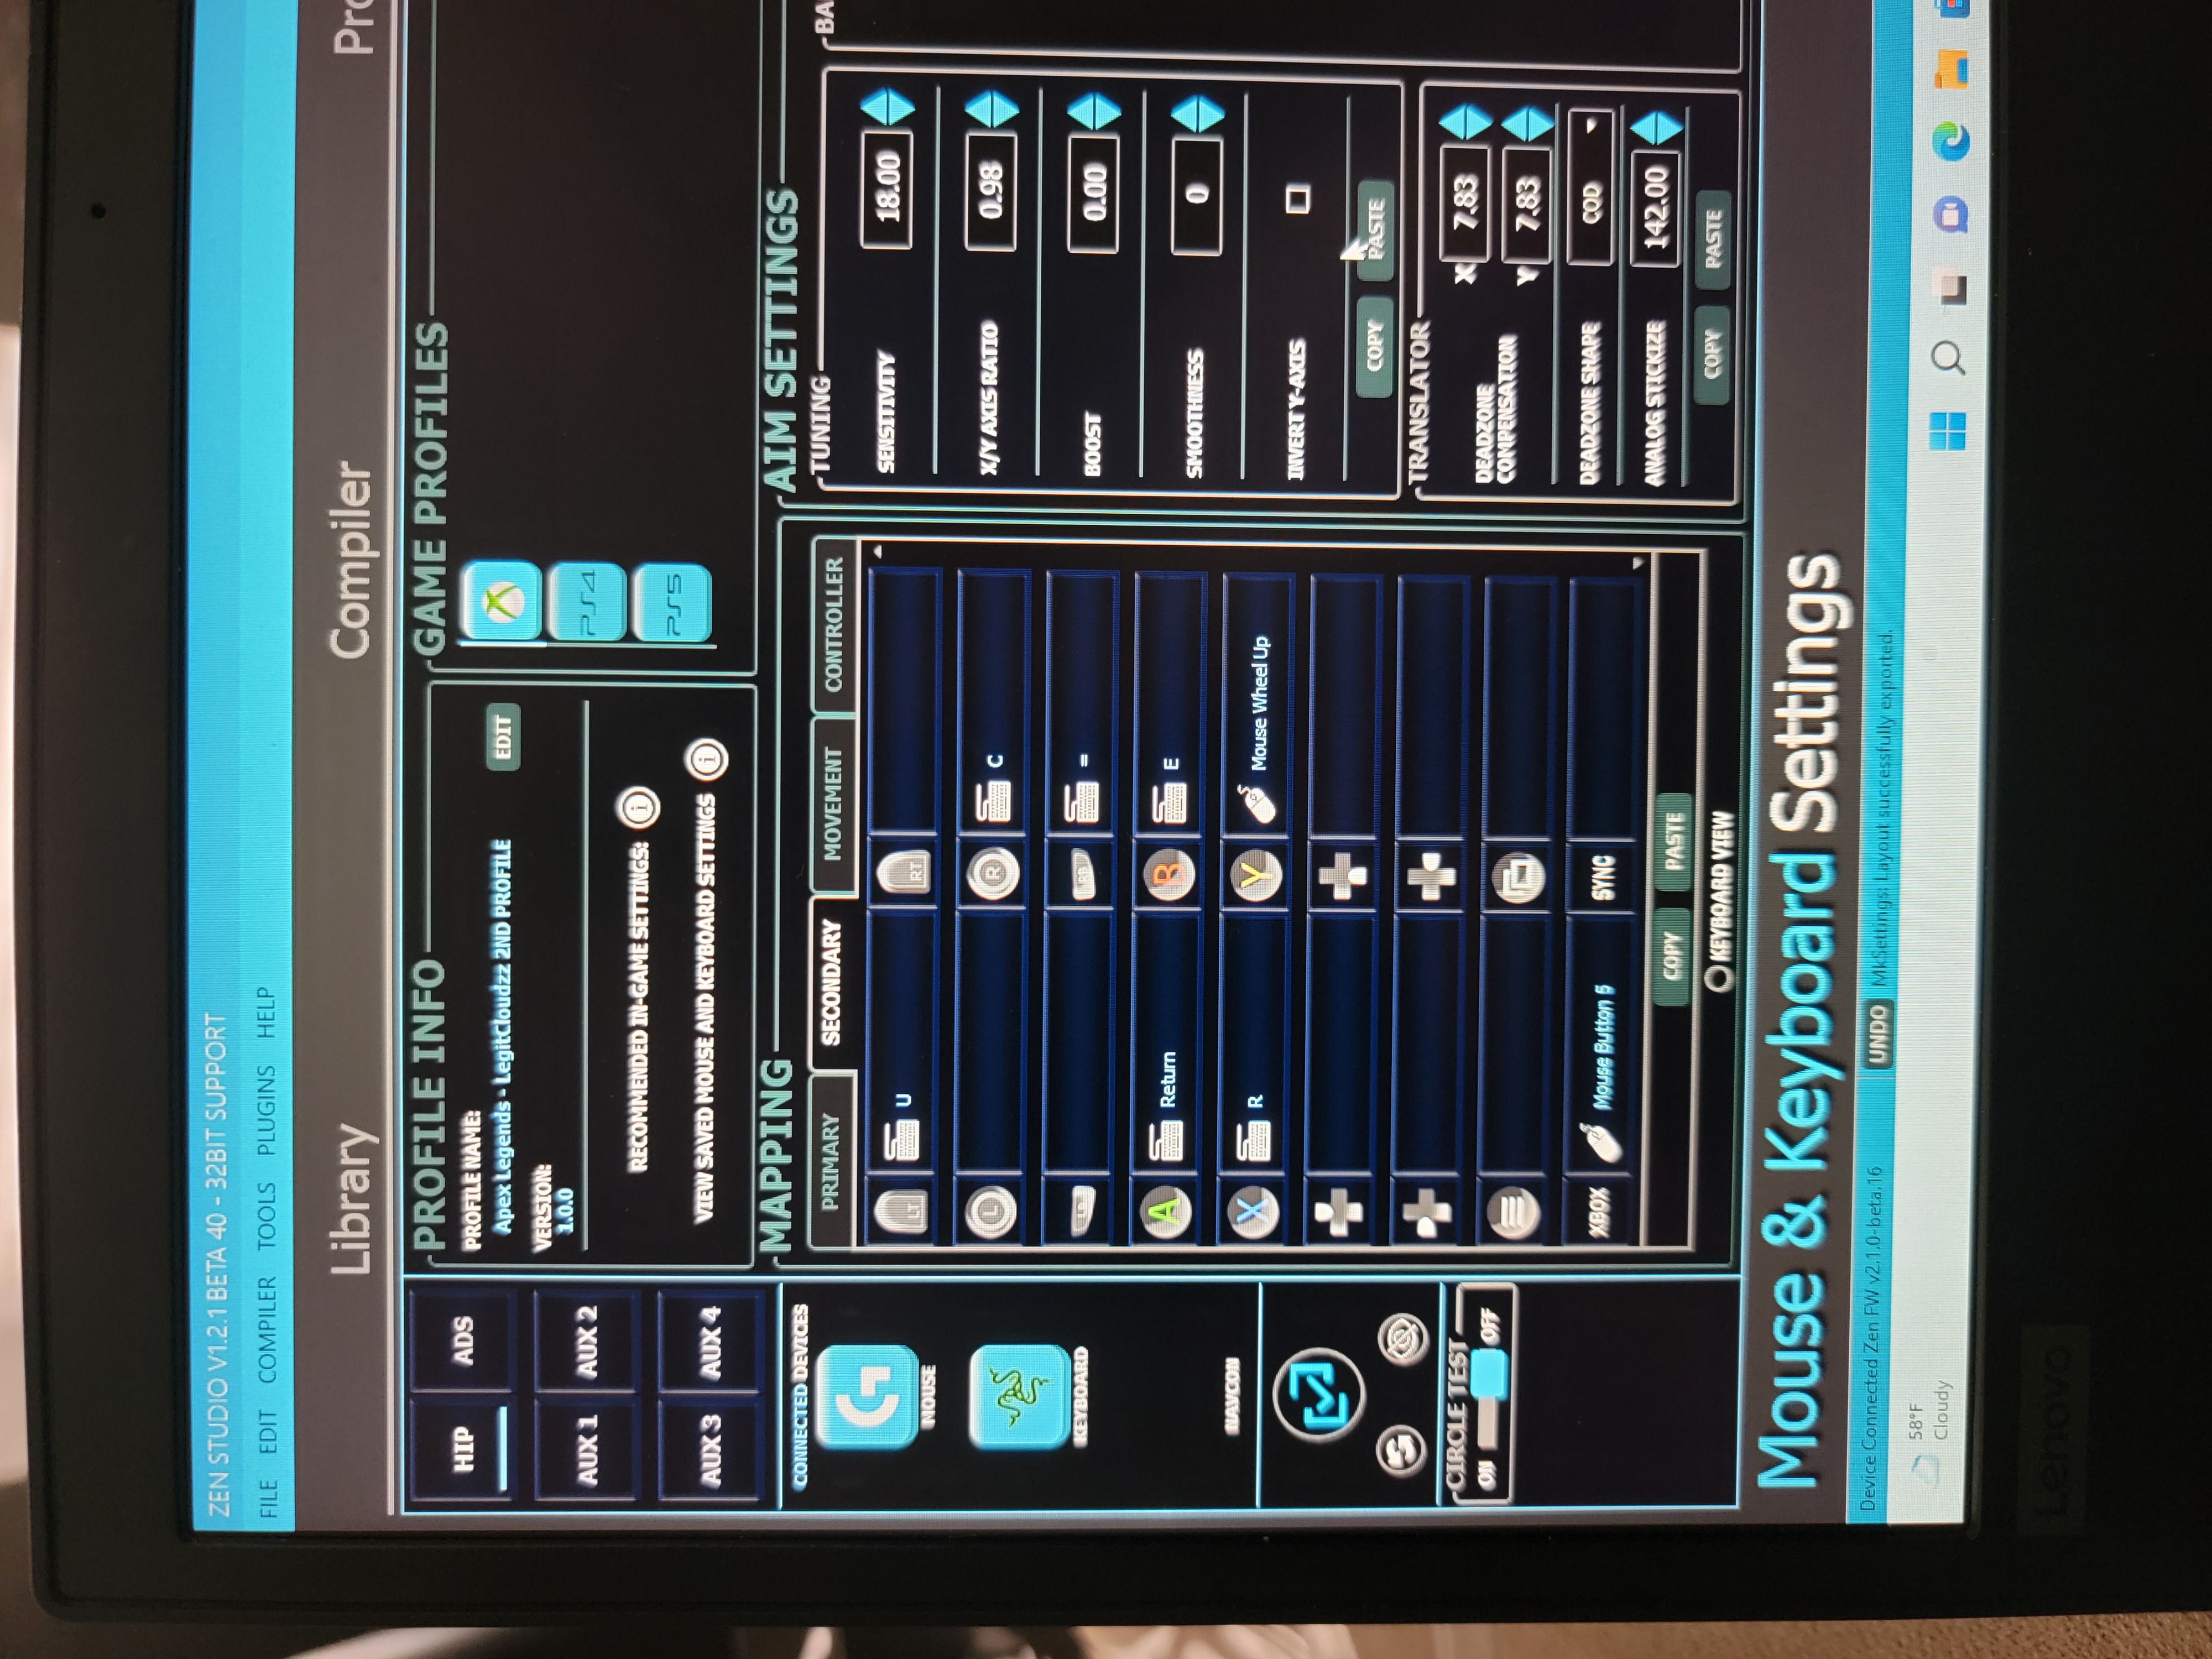 ZEN STUDIO V1.2.1 BETA 40 - 32BIT SUPPORT
FILE EDIT COMPILER TOOLS PLUGINS HELP
Library Compiler
HIP ADS
AUX 1 AUX 2
AUX 3 AUX 4
CONNECTED DEVICES
MOUSE
KEYBOARD
NAVCON
CIRCLE TEST
ON OFF
PROFILE INFO
PROFILE NAME:
Apex Legends - LegitCloudzz 2ND PROFILE EDIT
VERSION:
1.0.0
RECOMMENDED IN-GAME SETTINGS: i
VIEW SAVED MOUSE AND KEYBOARD SETTINGS i
GAME PROFILES
PS4
PS5
MAPPING
PRIMARY SECONDARY MOVEMENT CONTROLLER
LT U RT
L R C
LB RB =
A Return B E
X R Y Mouse Wheel Up
XBOX Mouse Button 5 SYNC
COPY PASTE
KEYBOARD VIEW
AIM SETTINGS
TUNING
SENSITIVITY 18.00
X/Y AXIS RATIO 0.98
BOOST 0.00
SMOOTHNESS 0
INVERT Y-AXIS
COPY PASTE
TRANSLATOR
DEADZONE COMPENSATION X 7.83
Y 7.83
DEADZONE SHAPE COD
ANALOG STICKIZE 142.00
COPY PASTE
Mouse & Keyboard Settings
Device Connected Zen FW v2.1.0-beta.16 UNDO MkSettings: Layout successfully exported.
58°F
Cloudy
Lenovo